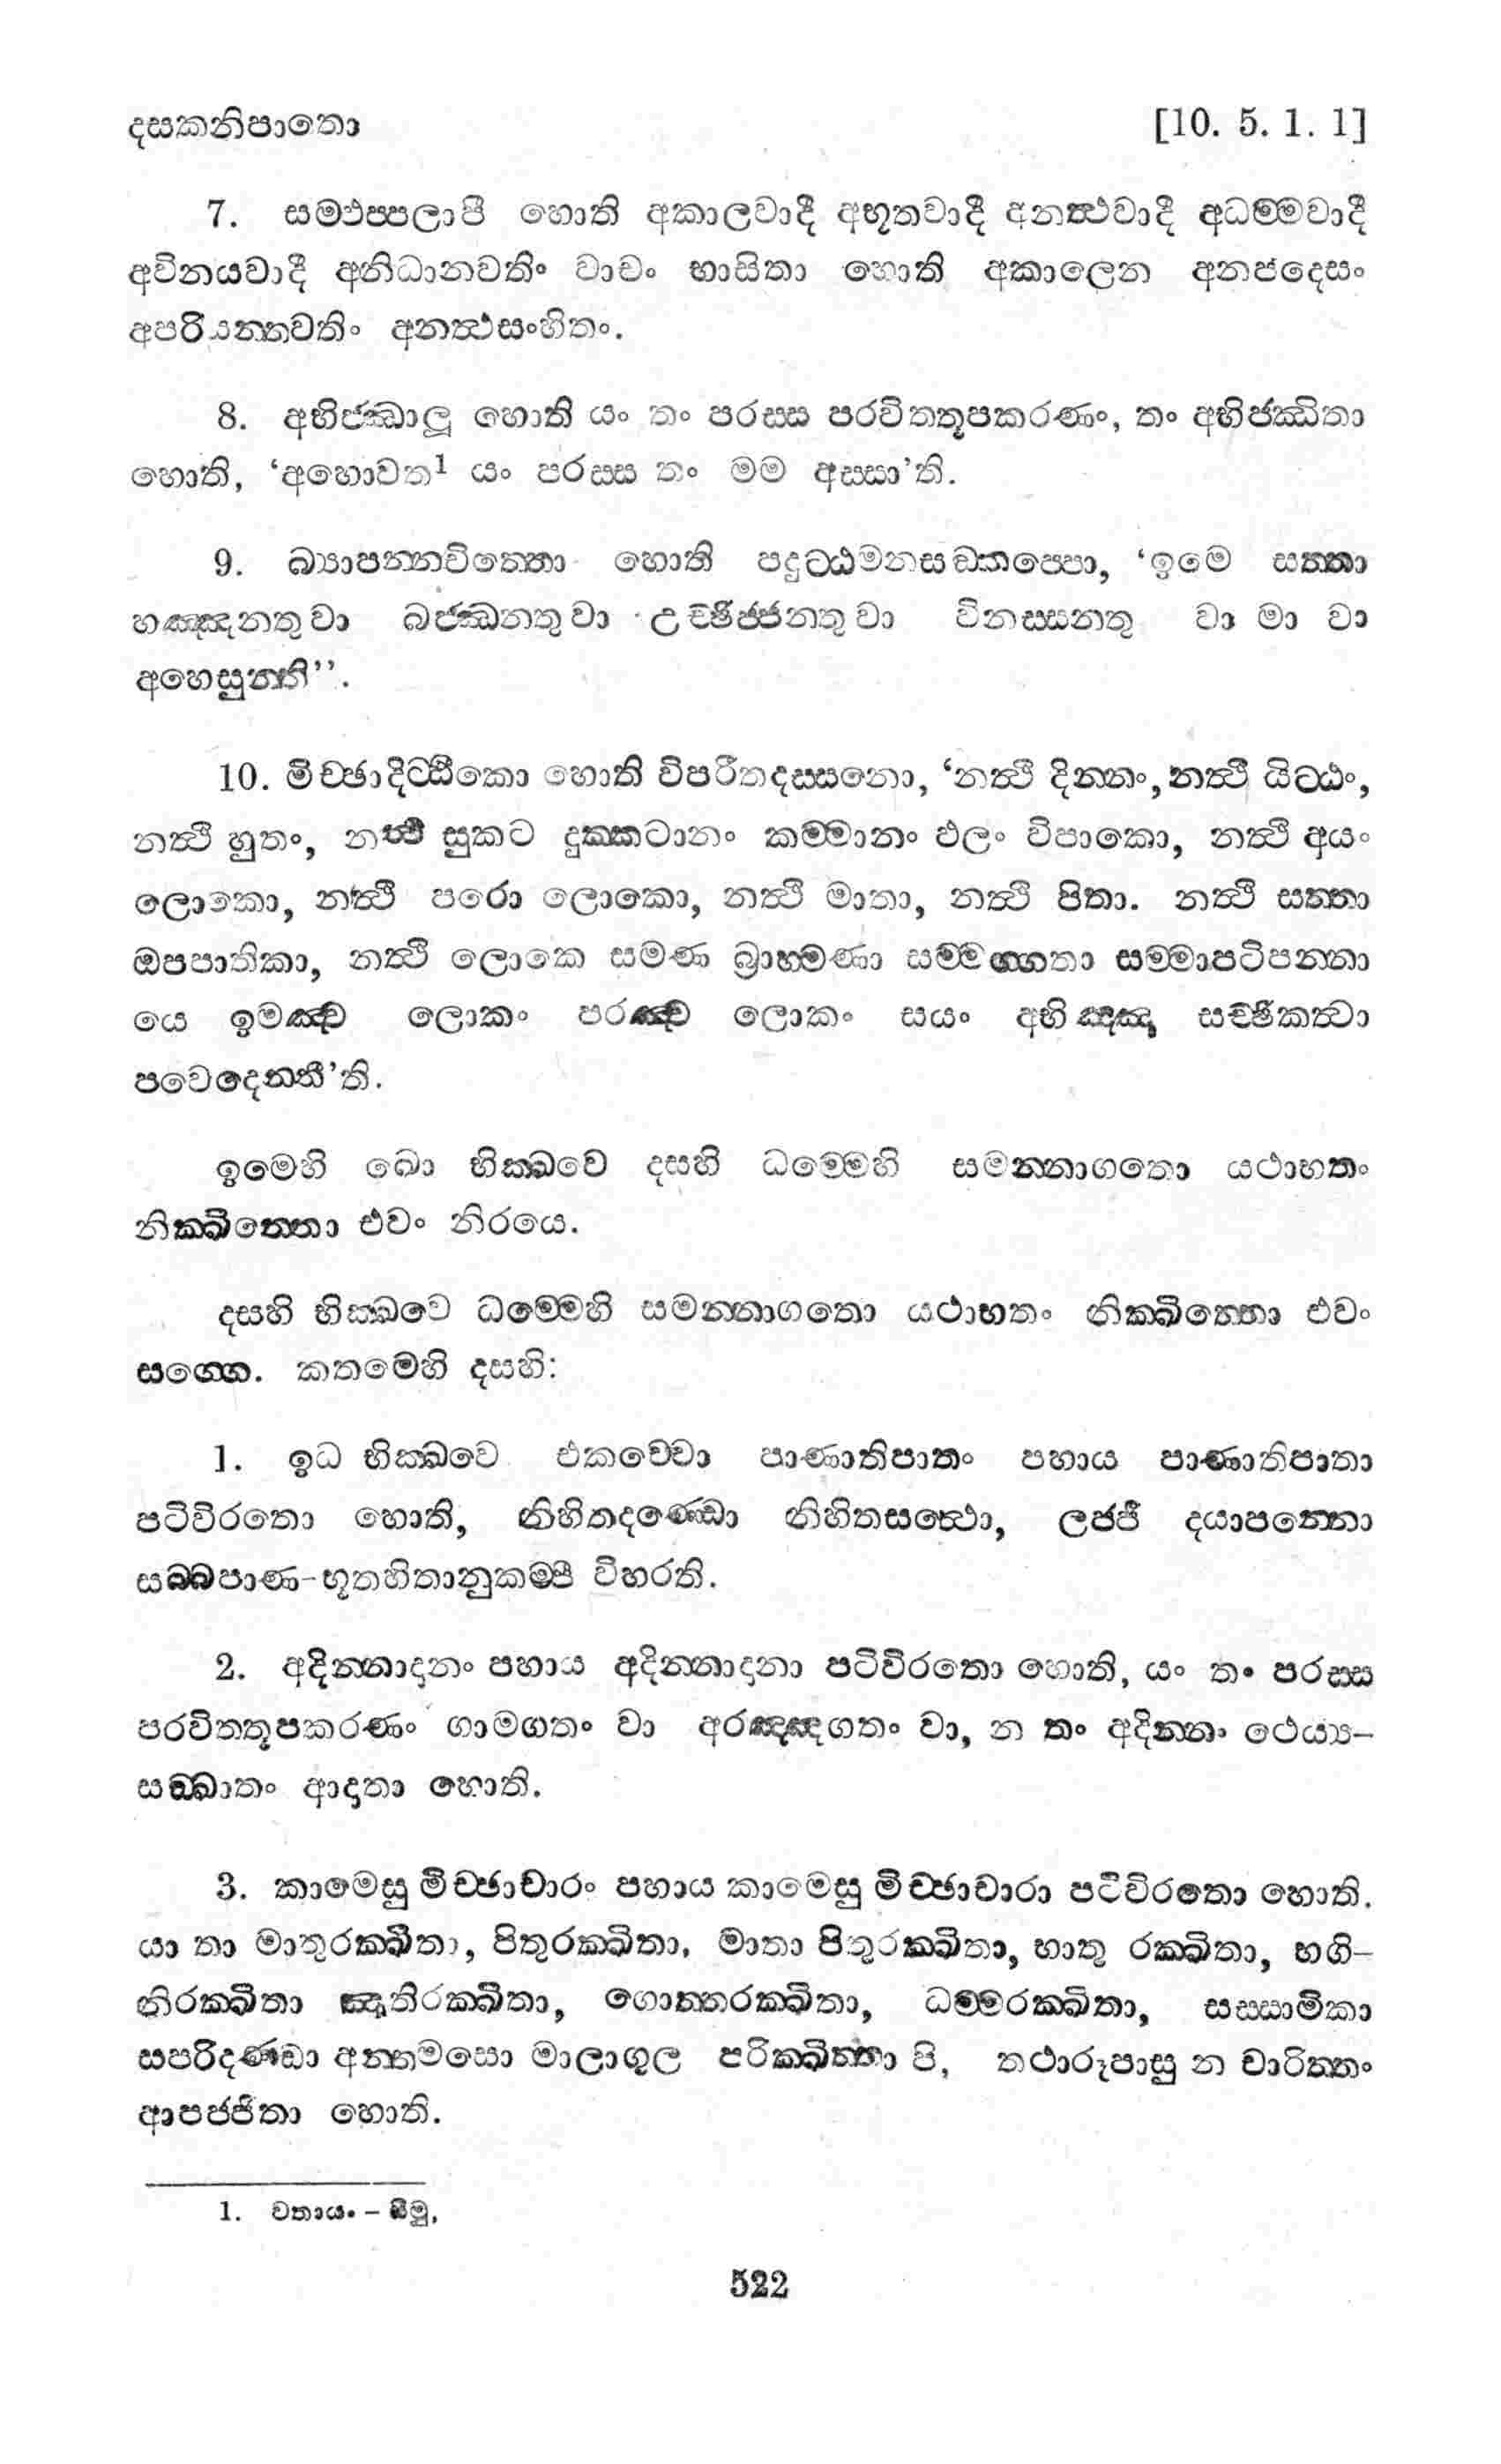 දසකනිපාතො [10. 5. 1. 1]
7. සම්ඵප්පලාපී හොති අකාලවාදී අභූතවාදී අනත්ථවාදී අධම්මවාදී
අවිනයවාදී අනිධානවතිං වාචං භාසිතා හොති අකාලෙන අනපදෙසං
අපරියන්තවතිං අනත්ථසංහිතං.
8. අභිජ්ඣාලූ හොති යං තං පරස්ස පරවිත්තූපකරණං, තං අභිජ්ඣිතා
හොති, ‘අහොවත1 යං පරස්ස තං මම අස්සා’ති.
9. බ්‍යාපන්නචිත්තො හොති පදුට්ඨමනසඞ්කප්පො, ‘ඉමෙ සත්තා
හඤ්ඤන්තු වා බජ්ඣන්තු වා උච්ඡිජ්ජන්තු වා විනස්සන්තු වා මා වා
අහෙසුන්ති’’.
10. මිච්ඡාදිට්ඨිකො හොති විපරීතදස්සනො, ‘නත්ථි දින්නං, නත්ථි යිට්ඨං,
නත්ථි හුතං, නත්ථි සුකට දුක්කටානං කම්මානං ඵලං විපාකො, නත්ථි අයං
ලොකො, නත්ථි පරො ලොකො, නත්ථි මාතා, නත්ථි පිතා. නත්ථි සත්තා
ඔපපාතිකා, නත්ථි ලොකෙ සමණ බ්‍රාහ්මණා සම්මග්ගතා සම්මාපටිපන්නා
යෙ ඉමඤ්ච ලොකං පරඤ්ච ලොකං සයං අභිඤ්ඤා සච්ඡිකත්වා
පවෙදෙන්තී’ති.
ඉමෙහි ඛො භික්ඛවෙ දසහි ධම්මෙහි සමන්නාගතො යථාභතං
නික්ඛිත්තො එවං නිරයෙ.
දසහි භික්ඛවෙ ධම්මෙහි සමන්නාගතො යථාභතං නික්ඛිත්තො එවං
සග්ගෙ. කතමෙහි දසහි:
1. ඉධ භික්ඛවෙ එකච්චො පාණාතිපාතං පහාය පාණාතිපාතා
පටිවිරතො හොති, නිහිතදණ්ඩො නිහිතසත්ථො, ලජ්ජී දයාපන්නො
සබ්බපාණ-භූතහිතානුකම්පී විහරති.
2. අදින්නාදානං පහාය අදින්නාදානා පටිවිරතො හොති, යං තං පරස්ස
පරවිත්තූපකරණං ගාමගතං වා අරඤ්ඤගතං වා, න තං අදින්නං ථෙය්‍ය-
සඞ්ඛාතං ආදාතා හොති.
3. කාමෙසු මිච්ඡාචාරං පහාය කාමෙසු මිච්ඡාචාරා පටිවිරතො හොති.
යා තා මාතුරක්ඛිතා, පිතුරක්ඛිතා, මාතා පිතුරක්ඛිතා, භාතු රක්ඛිතා, භගි-
නිරක්ඛිතා ඤාතිරක්ඛිතා, ගොත්තරක්ඛිතා, ධම්මරක්ඛිතා, සස්සාමිකා
සපරිදණ්ඩා අන්තමසො මාලාගුල පරික්ඛිත්තා පි, තථාරූපාසු න චාරිත්තං
ආපජ්ජිතා හොති.
1. වතායං – සීමු,
522